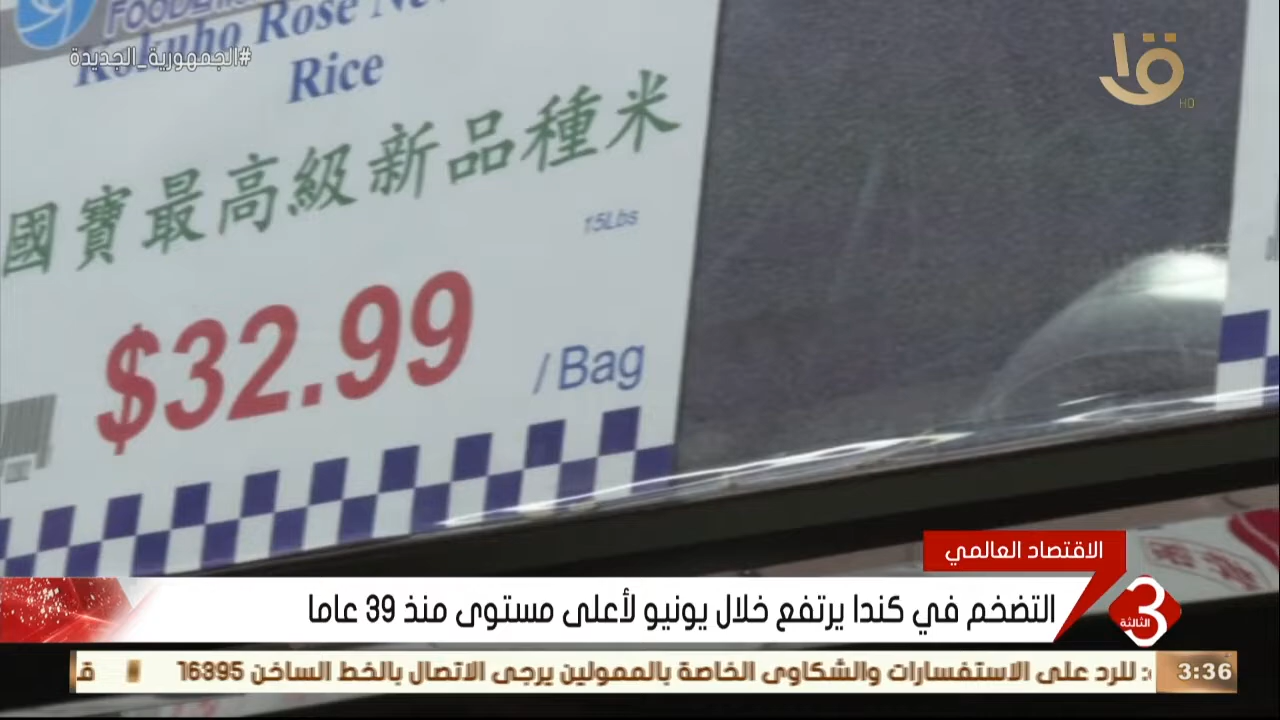 #الجمهورية_الجديدة
Kokuho Rose New
Rice
國寶最高級新品種米
15Lbs
$32.99
/Bag
HD
الاقتصاد العالمي
التضخم في كندا يرتفع خلال يونيو لأعلى مستوى منذ 39 عاما
3
الثالثة
للرد على الاستفسارات والشكاوى الخاصة بالممولين يرجى الاتصال بالخط الساخن 16395
3:36